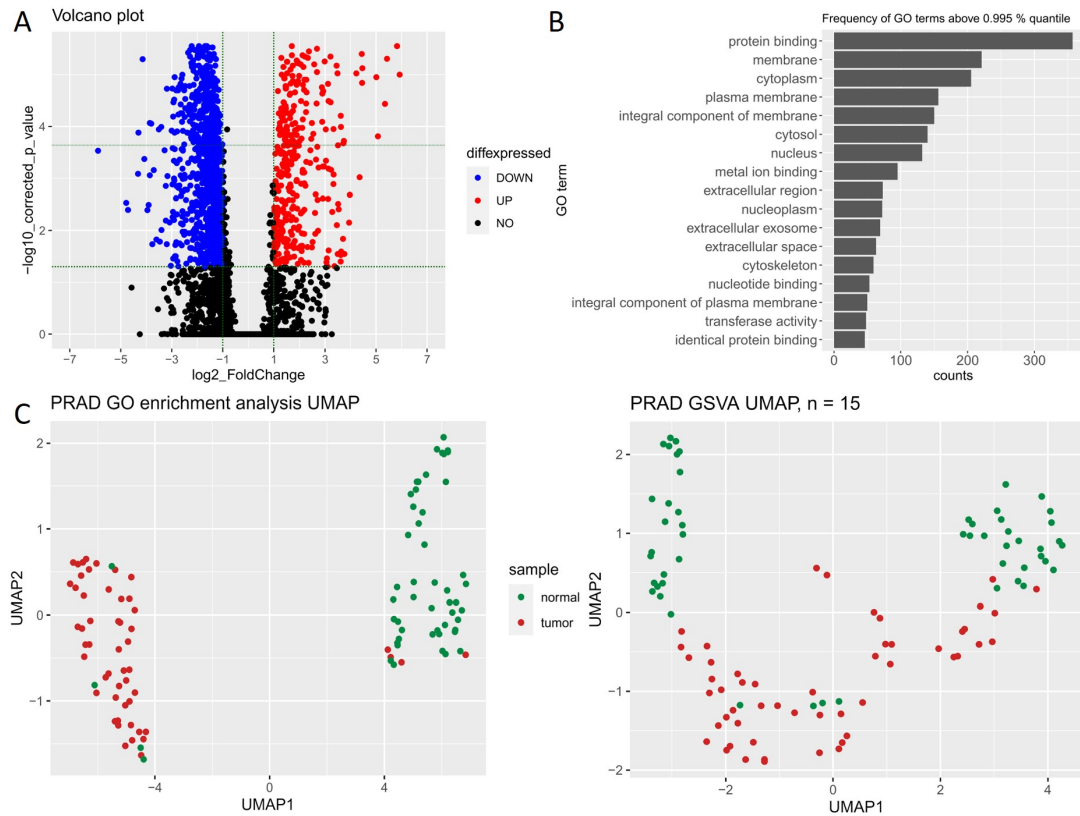 A
Volcano plot
−log10_corrected_p_value
4
2
0
−7
−5
−3
−1
1
3
5
7
log2_FoldChange
diffexpressed
DOWN
UP
NO
B
Frequency of GO terms above 0.995 % quantile
GO term
protein binding
membrane
cytoplasm
plasma membrane
integral component of membrane
cytosol
nucleus
metal ion binding
extracellular region
nucleoplasm
extracellular exosome
extracellular space
cytoskeleton
nucleotide binding
integral component of plasma membrane
transferase activity
identical protein binding
0
100
200
300
counts
C
PRAD GO enrichment analysis UMAP
UMAP2
2
1
0
−1
−4
0
4
UMAP1
sample
normal
tumor
PRAD GSVA UMAP, n = 15
UMAP2
2
1
0
−1
−2
−2
0
2
4
UMAP1